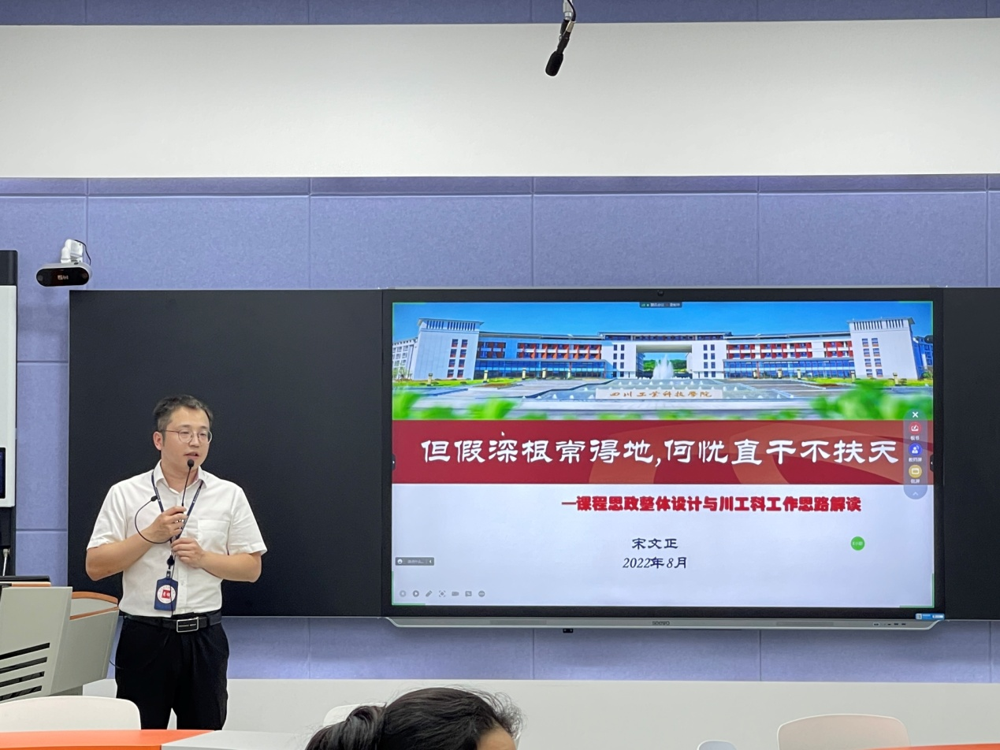 四川工业科技学院
但假深根常得地,何忧直干不扶天
—课程思政整体设计与川工科工作思路解读
宋文正
2022年8月